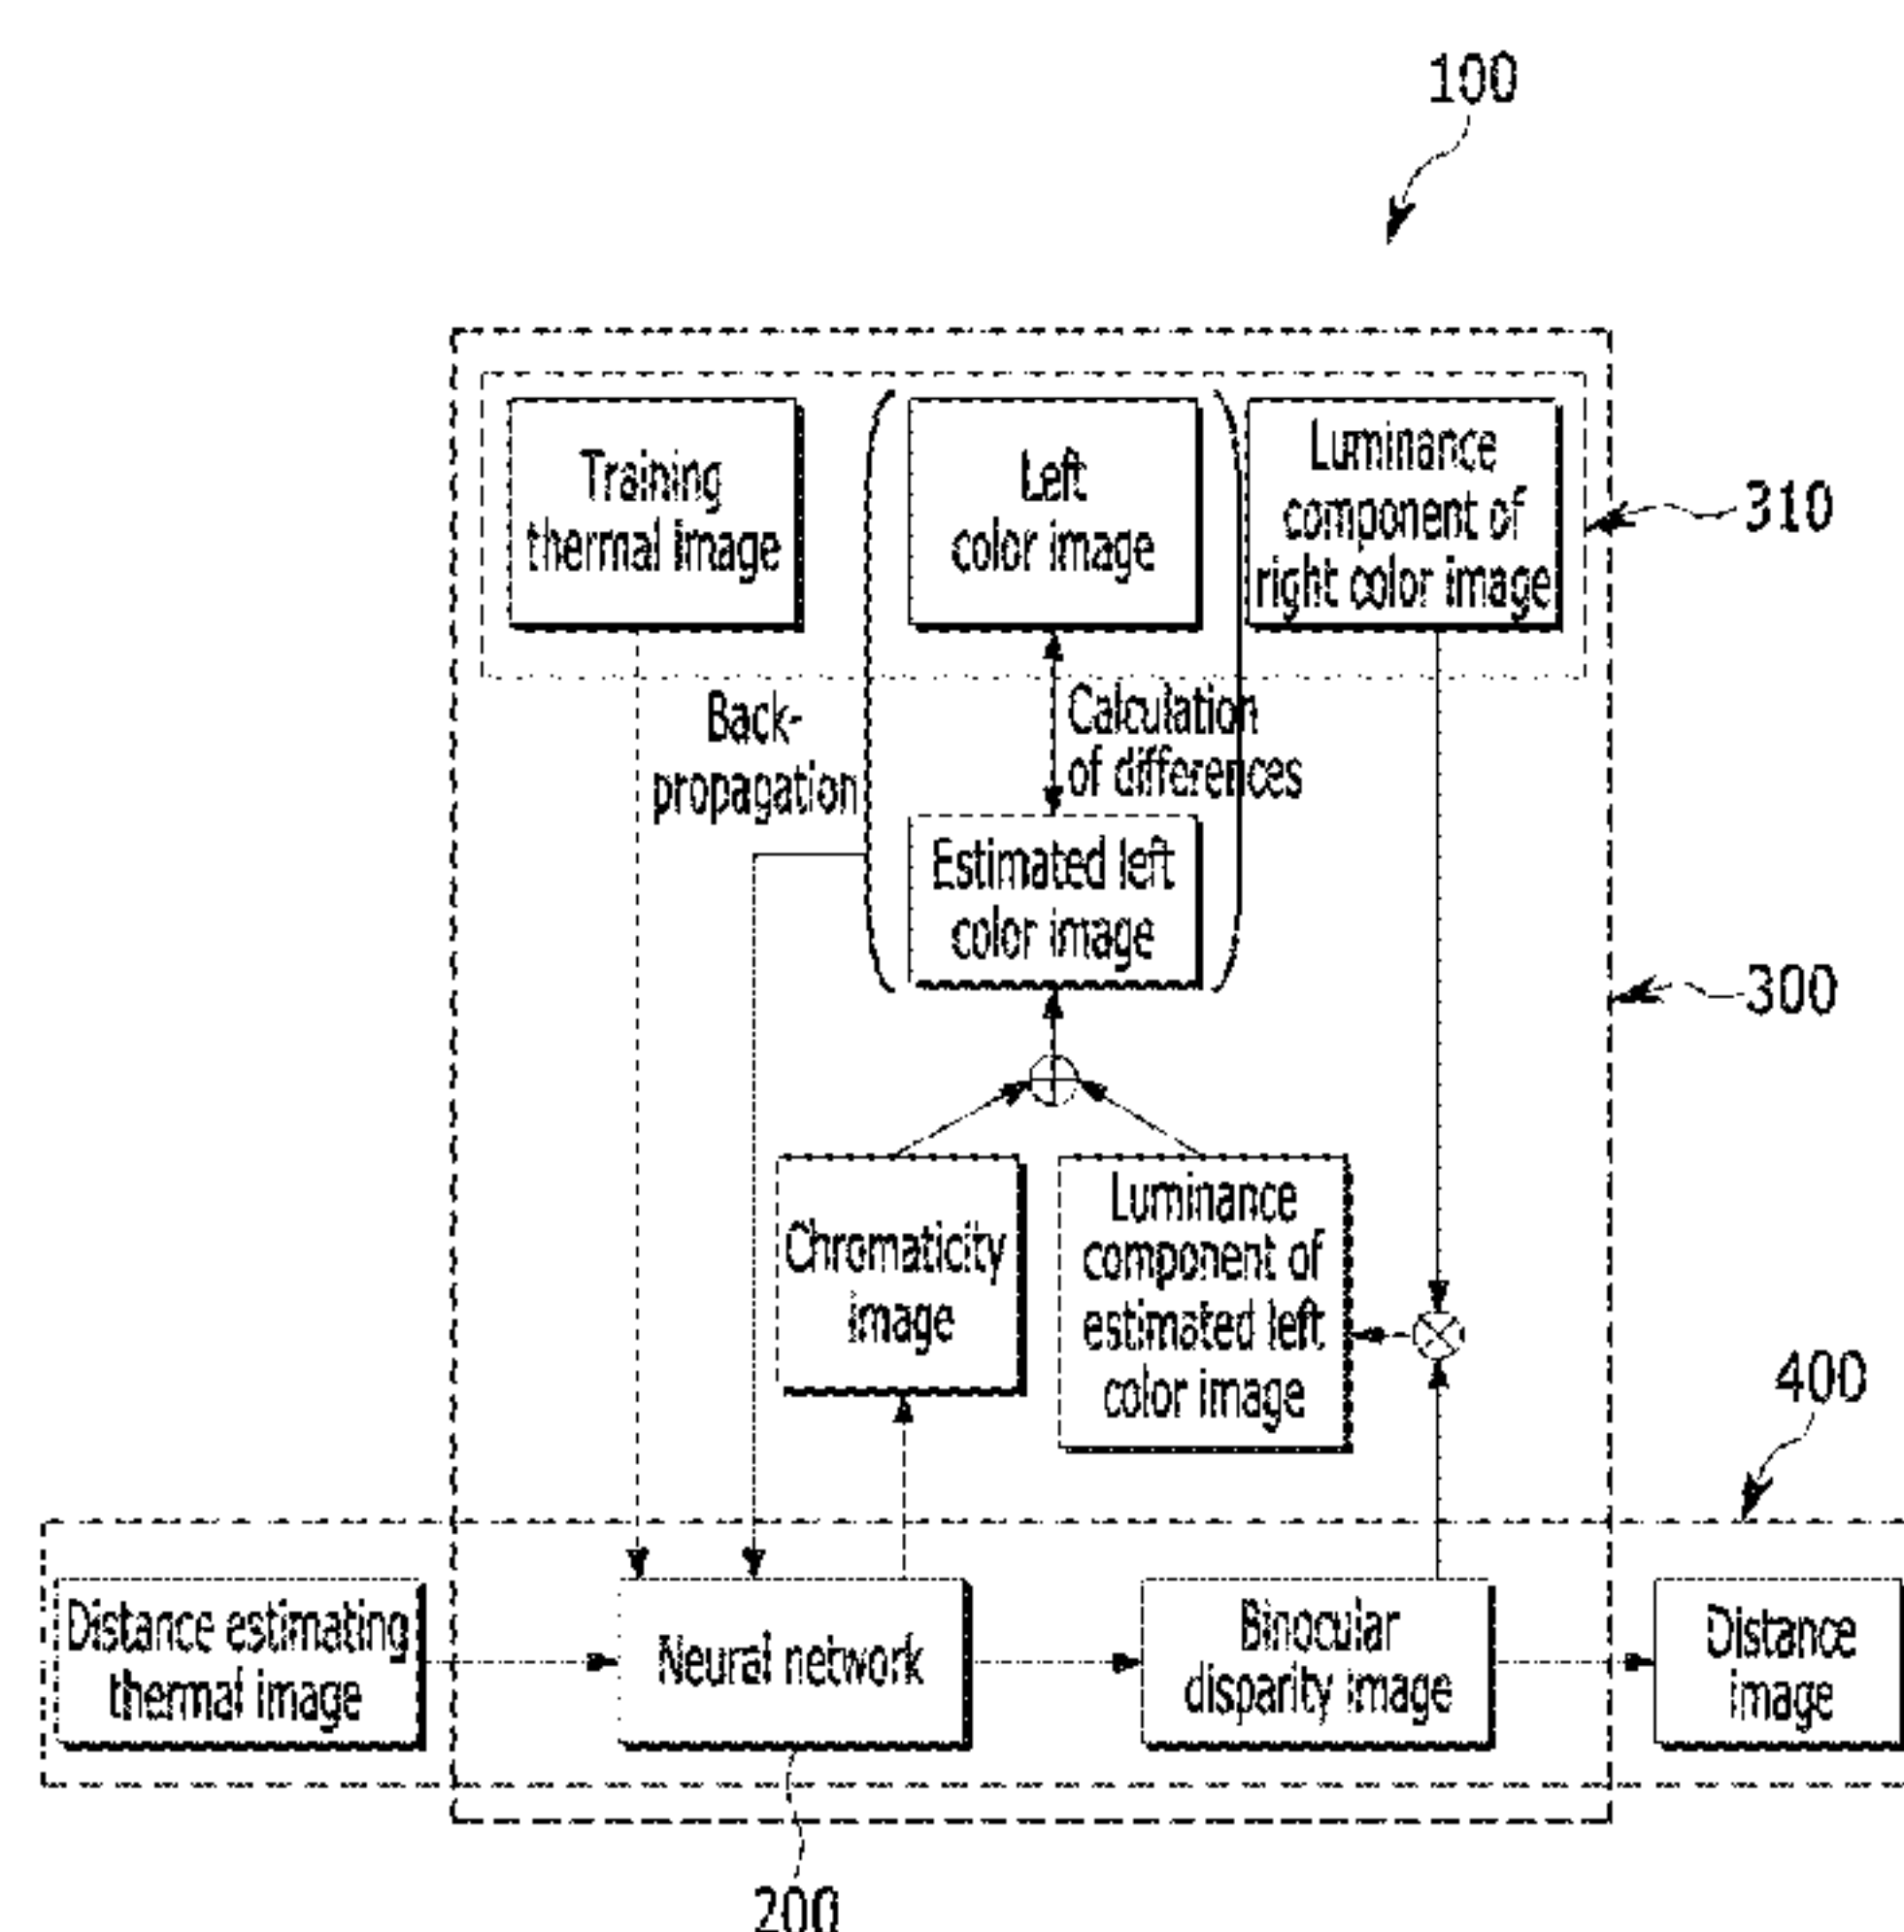 100
Training
thermal image
Left
color image
Luminance
component of
right color image
310
Back-
propagation
Calculation
of differences
Estimated left
color image
300
Chromaticity
image
Luminance
component of
estimated left
color image
400
Distance estimating
thermal image
Neural network
Binocular
disparity image
Distance
image
200